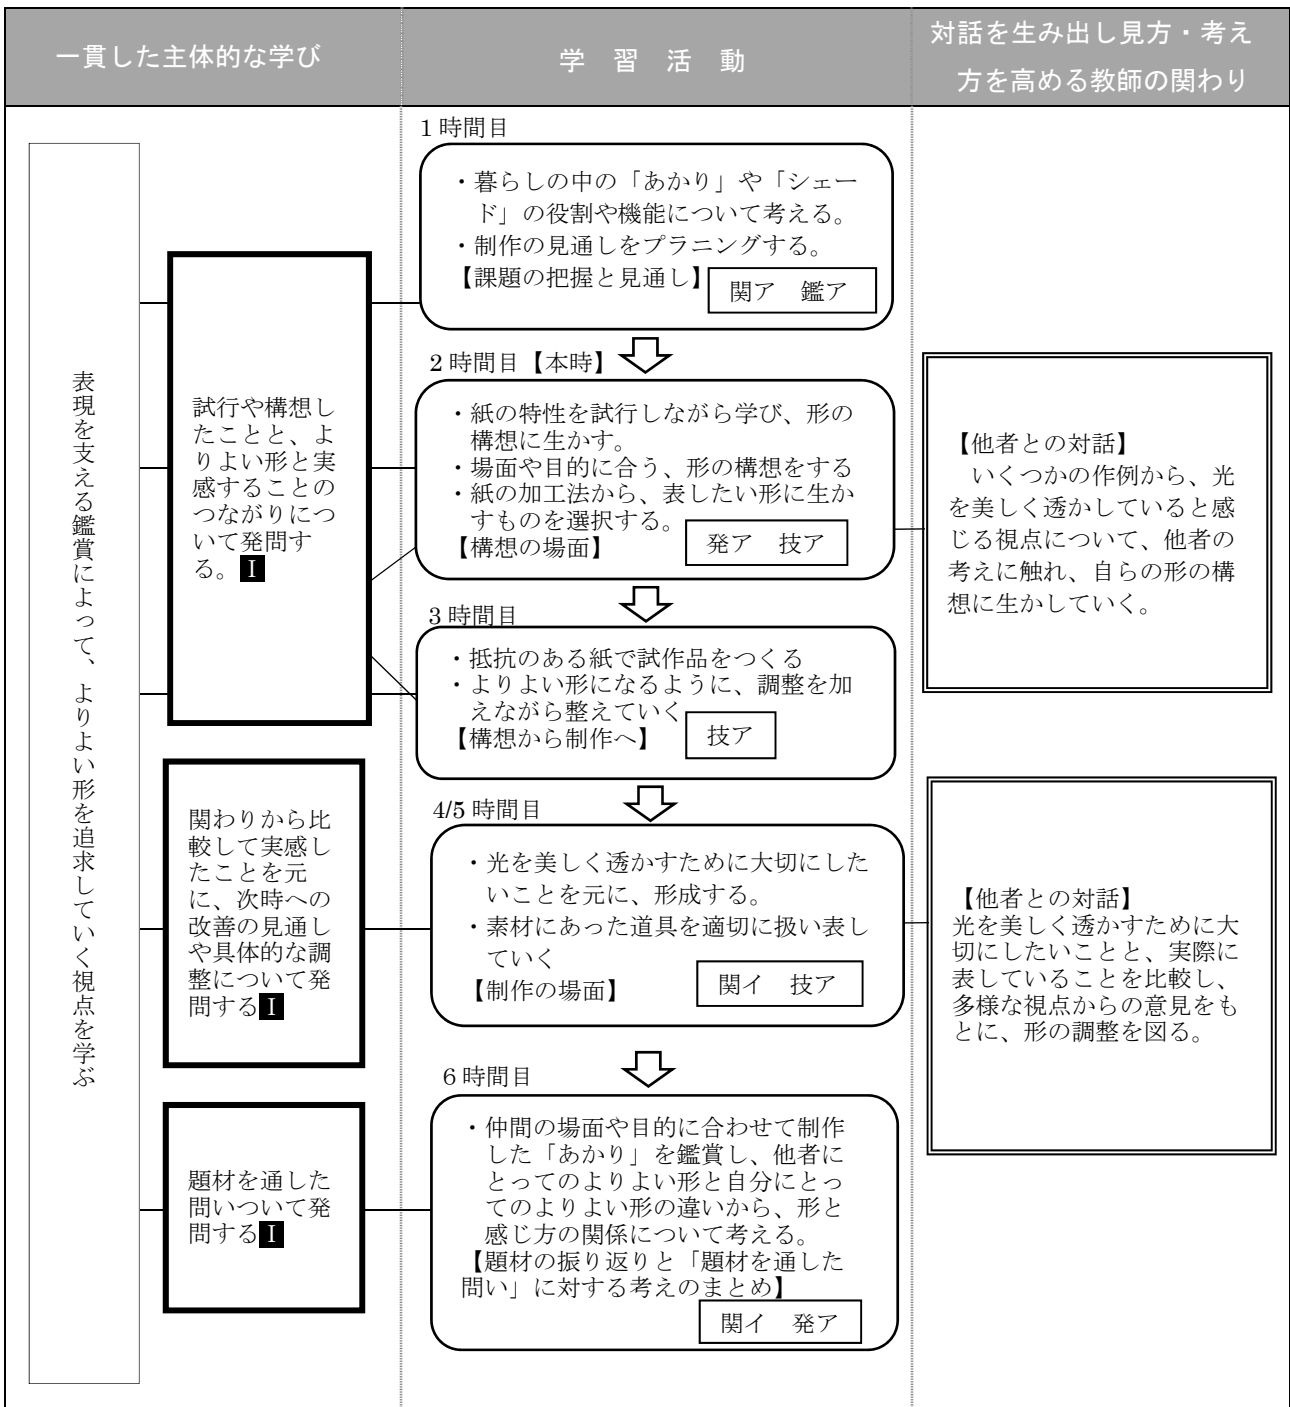 一貫した主体的な学び
学　習　活　動
対話を生み出し見方・考え
方を高める教師の関わり
表現を支える鑑賞によって、よりよい形を追求していく視点を学ぶ
試行や構想し
たことと、よ
りよい形と実
感することの
つながりにつ
いて発問す
る。Ⅰ
関わりから比
較して実感し
たことを元
に、次時への
改善の見通し
や具体的な調
整について発
問するⅠ
題材を通した
問いついて発
問するⅠ
1 時間目
・暮らしの中の「あかり」や「シェー
ド」の役割や機能について考える。
・制作の見通しをプラニングする。
【課題の把握と見通し】
関ア　鑑ア
2 時間目【本時】
・紙の特性を試行しながら学び、形の
構想に生かす。
・場面や目的に合う、形の構想をする
・紙の加工法から、表したい形に生か
すものを選択する。
【構想の場面】
発ア　技ア
3 時間目
・抵抗のある紙で試作品をつくる
・よりよい形になるように、調整を加
えながら整えていく
【構想から制作へ】
技ア
4/5 時間目
・光を美しく透かすために大切にした
いことを元に、形成する。
・素材にあった道具を適切に扱い表し
ていく
【制作の場面】
関イ　技ア
6 時間目
・仲間の場面や目的に合わせて制作
した「あかり」を鑑賞し、他者に
とってのよりよい形と自分にとっ
てのよりよい形の違いから、形と
感じ方の関係について考える。
【題材の振り返りと「題材を通した
問い」に対する考えのまとめ】
関イ　発ア
【他者との対話】
いくつかの作例から、光
を美しく透かしていると感
じる視点について、他者の
考えに触れ、自らの形の構
想に生かしていく。
【他者との対話】
光を美しく透かすために大
切にしたいことと、実際に
表していることを比較し、
多様な視点からの意見をも
とに、形の調整を図る。